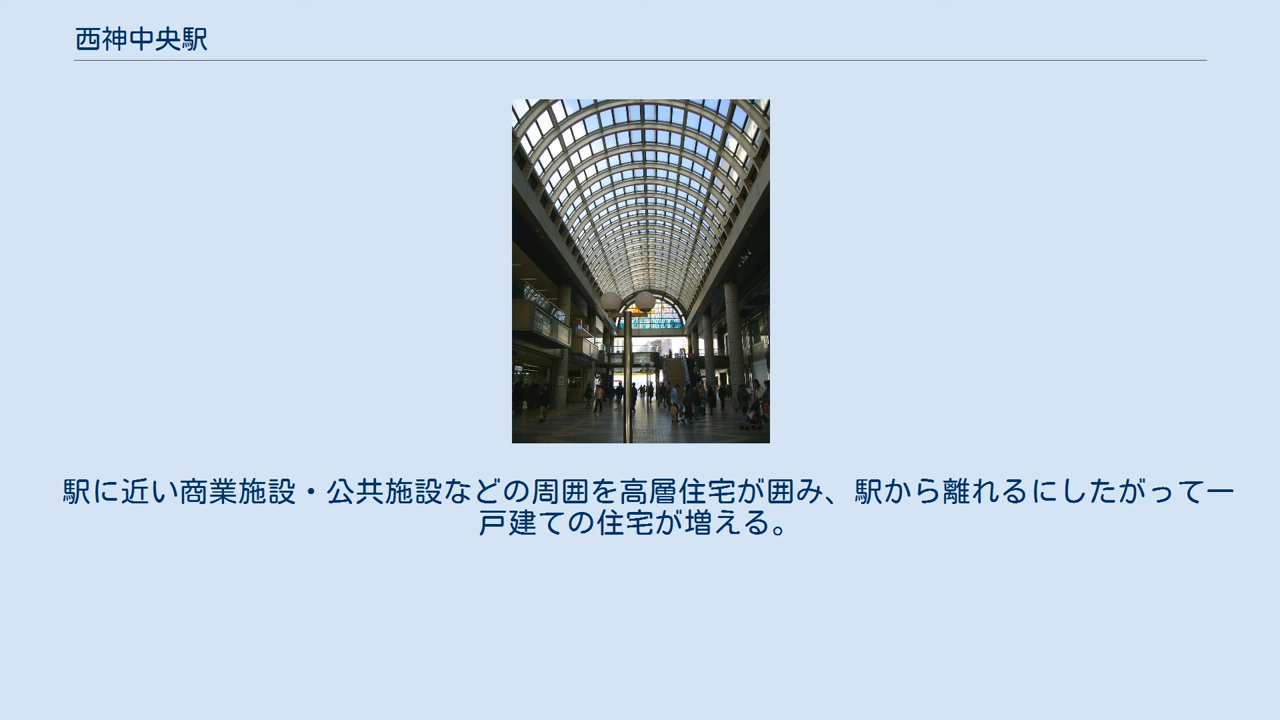 西神中央駅
駅に近い商業施設・公共施設などの周囲を高層住宅が囲み、駅から離れるにしたがって一
戸建ての住宅が増える。